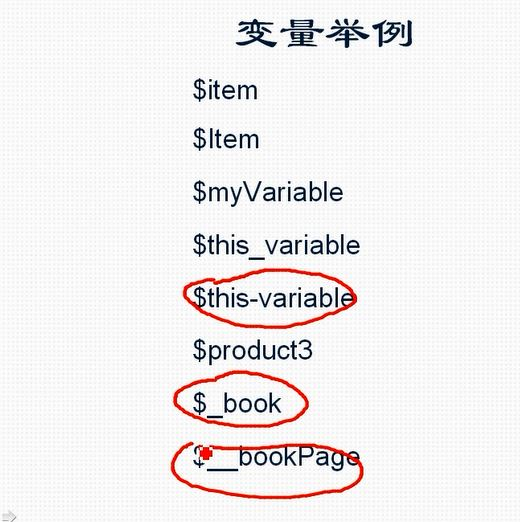 变量举例
$item
$Item
$myVariable
$this_variable
$this-variable
$product3
$_book
$__bookPage